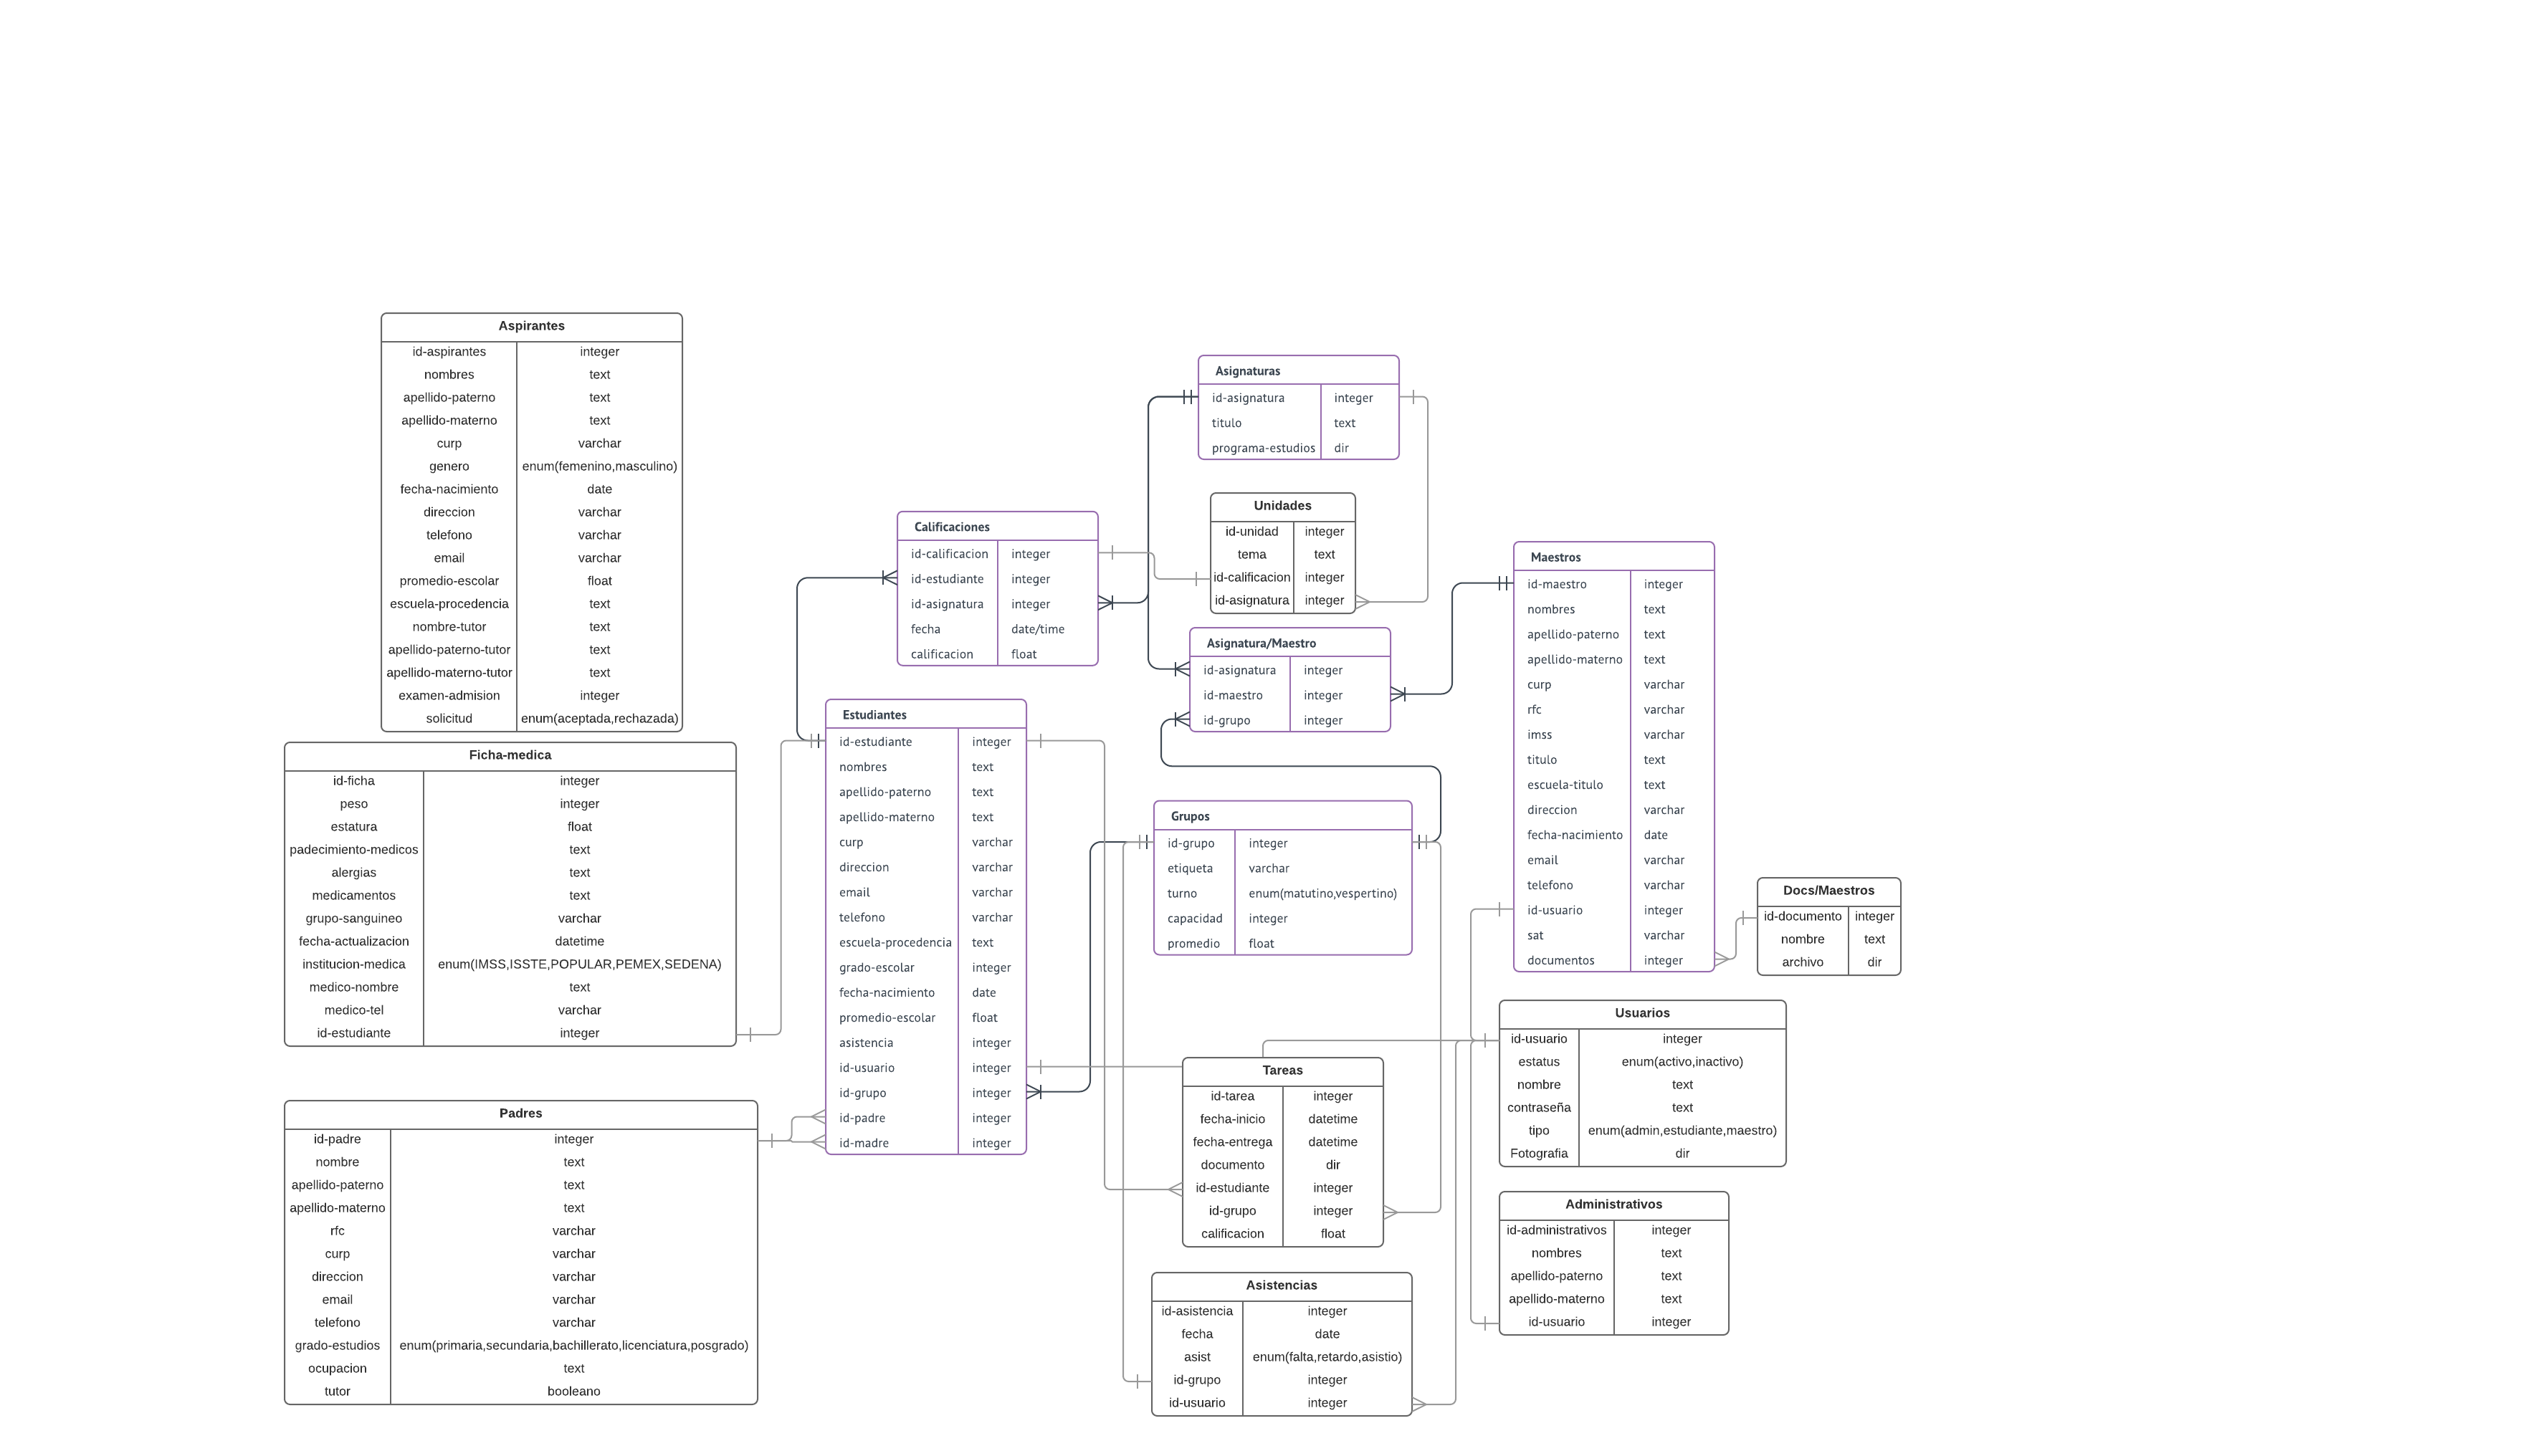 Aspirantes
id-aspirantes integer
nombres text
apellido-paterno text
apellido-materno text
curp varchar
genero enum(femenino,masculino)
fecha-nacimiento date
direccion varchar
telefono varchar
email varchar
promedio-escolar float
escuela-procedencia text
nombre-tutor text
apellido-paterno-tutor text
apellido-materno-tutor text
examen-admision integer
solicitud enum(aceptada,rechazada)
Ficha-medica
id-ficha integer
peso integer
estatura float
padecimiento-medicos text
alergias text
medicamentos text
grupo-sanguineo varchar
fecha-actualizacion datetime
institucion-medica enum(IMSS,ISSTE,POPULAR,PEMEX,SEDENA)
medico-nombre text
medico-tel varchar
id-estudiante integer
Padres
id-padre integer
nombre text
apellido-paterno text
apellido-materno text
rfc varchar
curp varchar
direccion varchar
email varchar
telefono varchar
grado-estudios enum(primaria,secundaria,bachillerato,licenciatura,posgrado)
ocupacion text
tutor booleano
Calificaciones
id-calificacion integer
id-estudiante integer
id-asignatura integer
fecha date/time
calificacion float
Estudiantes
id-estudiante integer
nombres text
apellido-paterno text
apellido-materno text
curp varchar
direccion varchar
email varchar
telefono varchar
escuela-procedencia text
grado-escolar integer
fecha-nacimiento date
promedio-escolar float
asistencia integer
id-usuario integer
id-grupo integer
id-padre integer
id-madre integer
Asignaturas
id-asignatura integer
titulo text
programa-estudios dir
Unidades
id-unidad integer
tema text
id-calificacion integer
id-asignatura integer
Asignatura/Maestro
id-asignatura integer
id-maestro integer
id-grupo integer
Grupos
id-grupo integer
etiqueta varchar
turno enum(matutino,vespertino)
capacidad integer
promedio float
Tareas
id-tarea integer
fecha-inicio datetime
fecha-entrega datetime
documento dir
id-estudiante integer
id-grupo integer
calificacion float
Asistencias
id-asistencia integer
fecha date
asist enum(falta,retardo,asistio)
id-grupo integer
id-usuario integer
Maestros
id-maestro integer
nombres text
apellido-paterno text
apellido-materno text
curp varchar
rfc varchar
imss varchar
titulo text
escuela-titulo text
direccion varchar
fecha-nacimiento date
email varchar
telefono varchar
id-usuario integer
sat varchar
documentos integer
Docs/Maestros
id-documento integer
nombre text
archivo dir
Usuarios
id-usuario integer
estatus enum(activo,inactivo)
nombre text
contraseña text
tipo enum(admin,estudiante,maestro)
Fotografia dir
Administrativos
id-administrativos integer
nombres text
apellido-paterno text
apellido-materno text
id-usuario integer